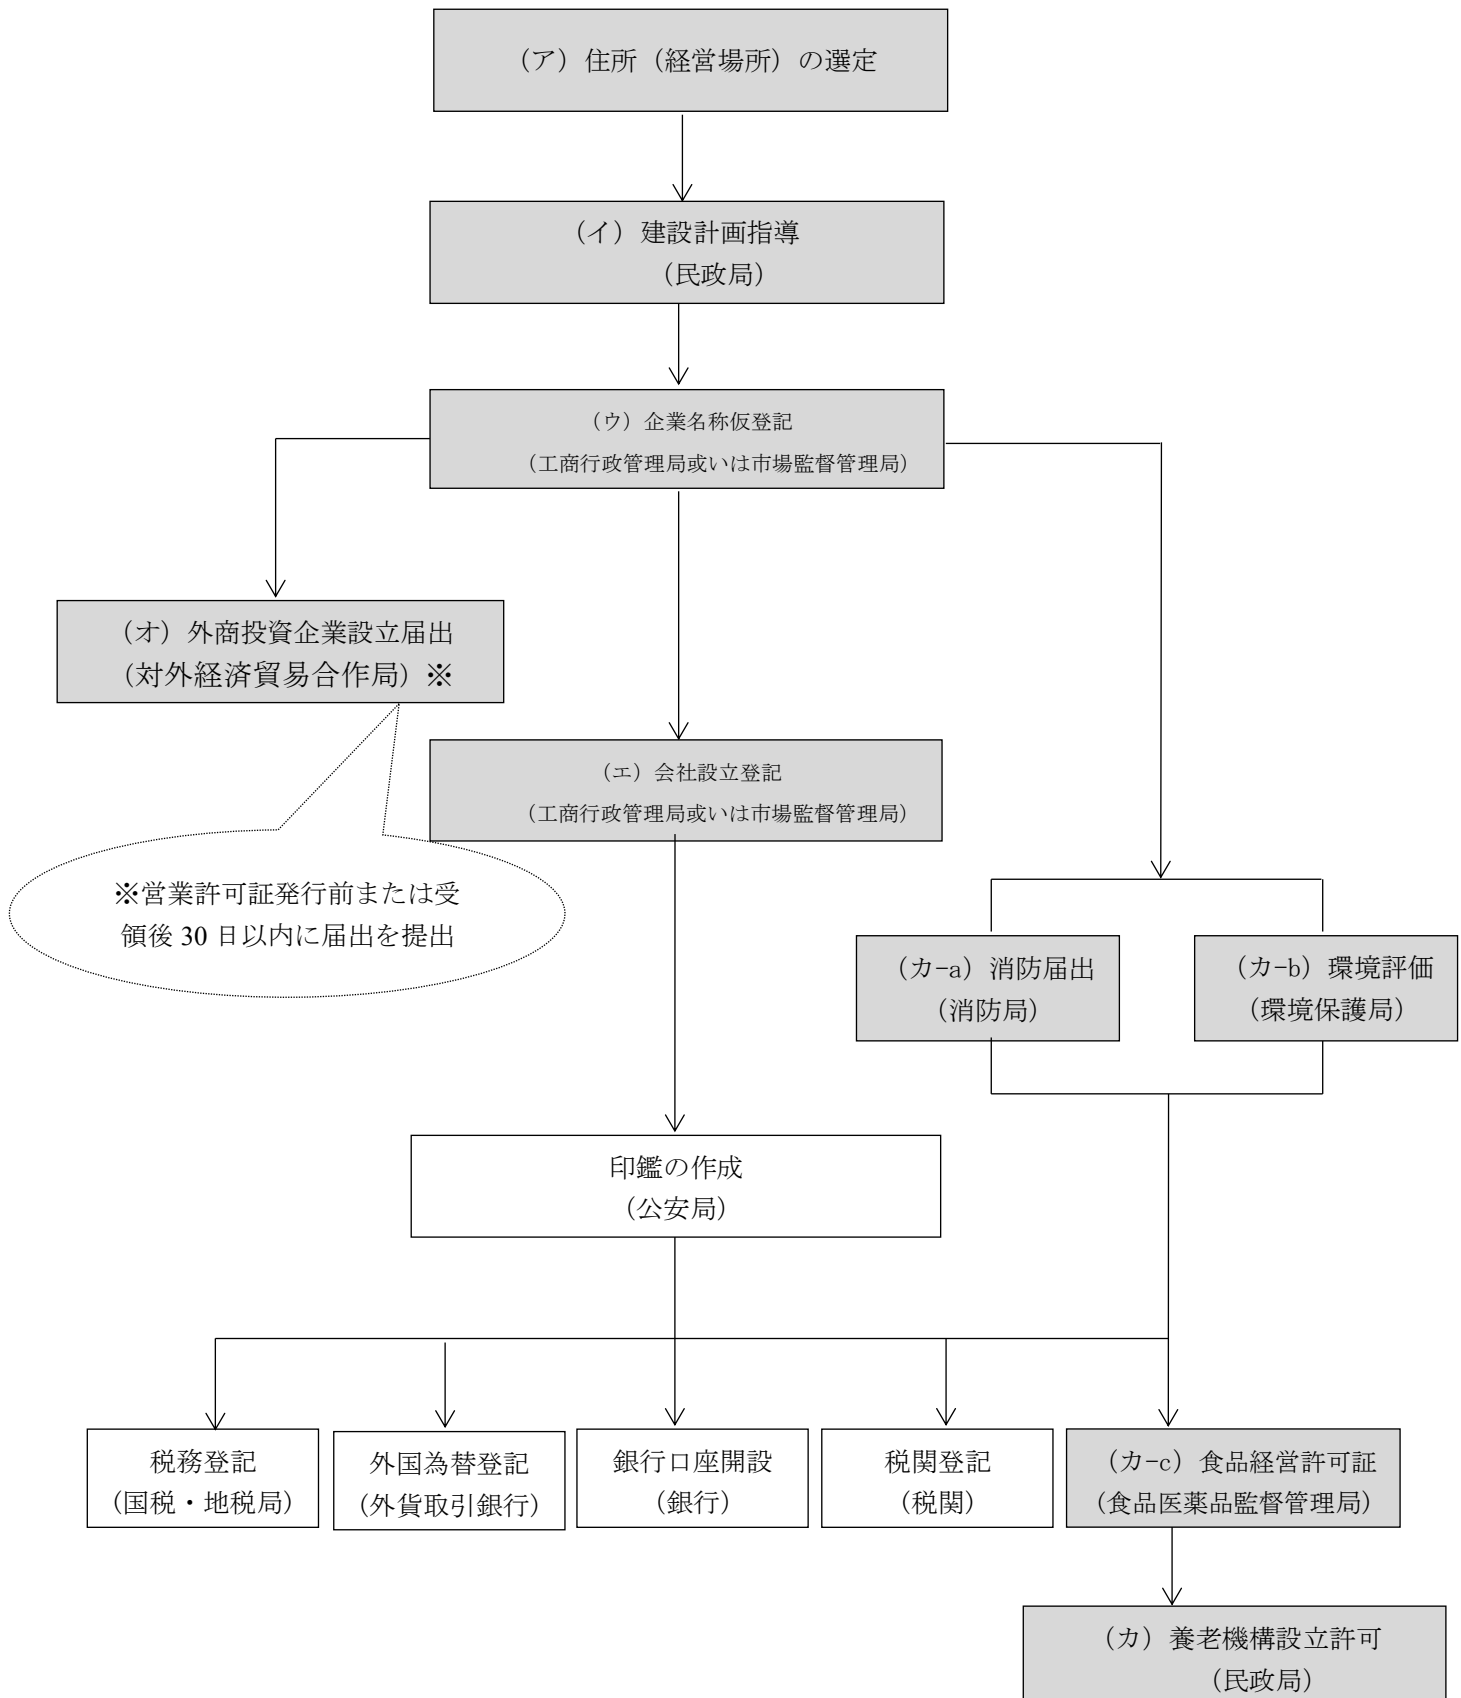 （ア）住所（経営場所）の選定
（イ）建設計画指導
（民政局）
（ウ）企業名称仮登記
（工商行政管理局或いは市場監督管理局）
（オ）外商投資企業設立届出
（対外経済貿易合作局）※
（エ）会社設立登記
（工商行政管理局或いは市場監督管理局）
※営業許可証発行前または受
領後 30 日以内に届出を提出
（カ-a）消防届出
（消防局）
（カ-b）環境評価
（環境保護局）
印鑑の作成
（公安局）
税務登記
（国税・地税局）
外国為替登記
（外貨取引銀行）
銀行口座開設
（銀行）
税関登記
（税関）
（カ-c）食品経営許可証
（食品医薬品監督管理局）
（カ）養老機構設立許可
（民政局）